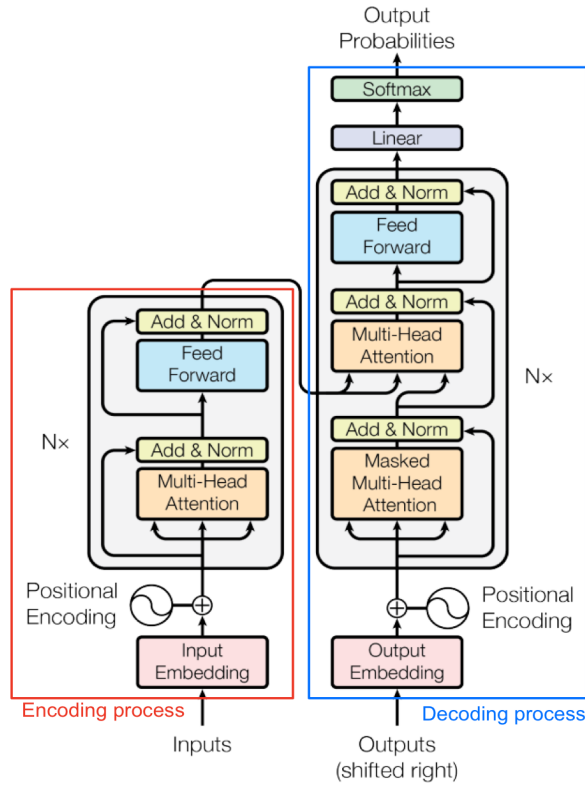 Output
Probabilities
Softmax
Linear
Add & Norm
Feed
Forward
Add & Norm
Multi-Head
Attention
Nx
Add & Norm
Masked
Multi-Head
Attention
Positional
Encoding
Output
Embedding
Decoding process
Outputs
(shifted right)
Add & Norm
Feed
Forward
N×
Add & Norm
Multi-Head
Attention
Positional
Encoding
Input
Embedding
Encoding process
Inputs